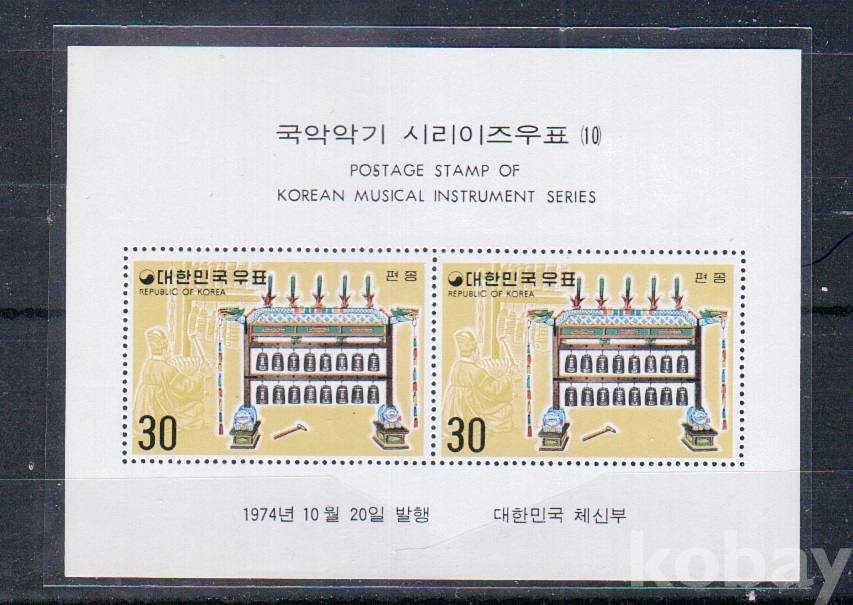 국악악기 시리이즈우표 (10)
POSTAGE STAMP OF
KOREAN MUSICAL INSTRUMENT SERIES
대한민국우표 편종
REPUBLIC OF KOREA
30
대한민국우표 편종
REPUBLIC OF KOREA
30
1974년 10월 20일 발행 대한민국 체신부
kobay